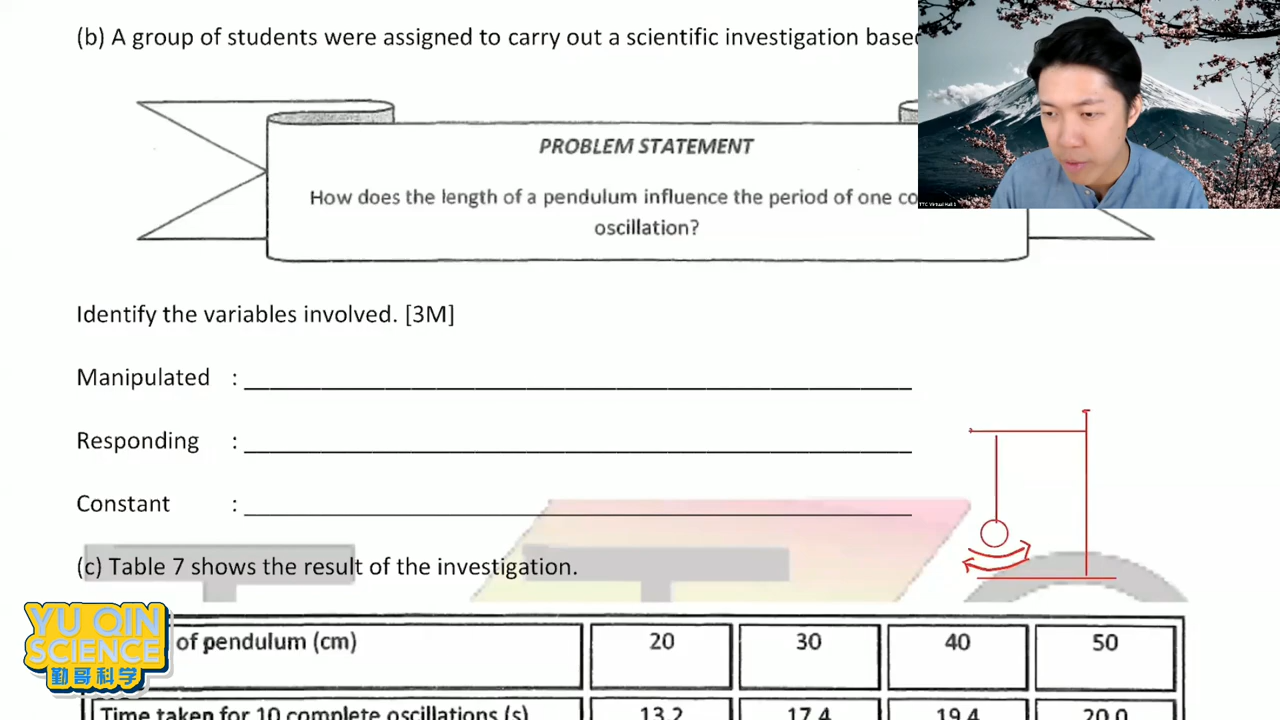 (b) A group of students were assigned to carry out a scientific investigation based
PROBLEM STATEMENT
How does the length of a pendulum influence the period of one co
oscillation?
Identify the variables involved. [3M]
Manipulated :
Responding :
Constant :
(c) Table 7 shows the result of the investigation.
of pendulum (cm) 20 30 40 50
Time taken for 10 complete oscillations (s) 13.2 17.4 19.4 20.0
YU QIN
SCIENCE
勤哥科学